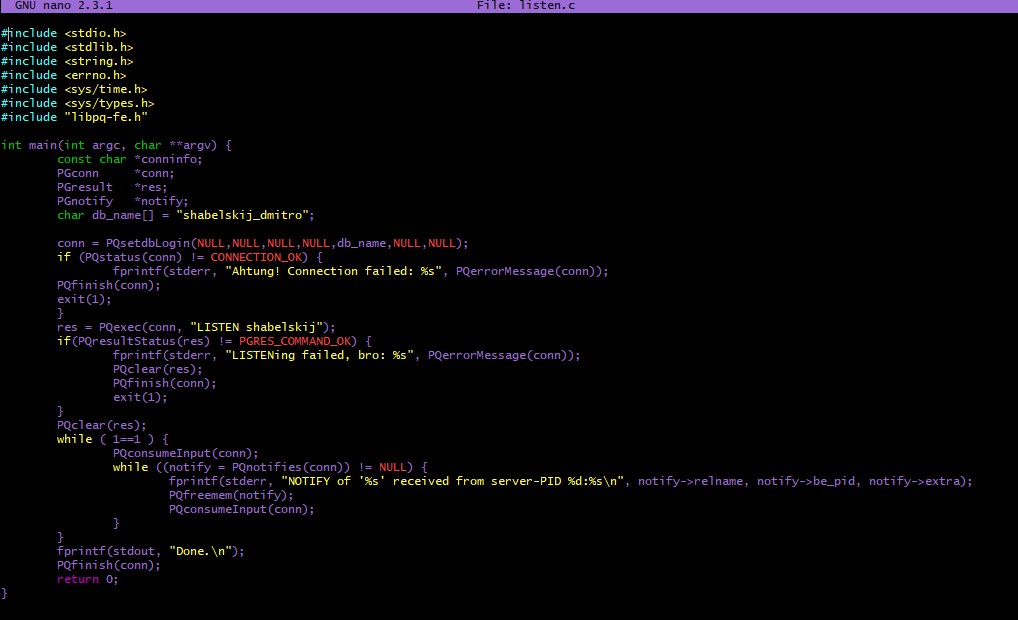 GNU nano 2.3.1                    File: listen.c
#include <stdio.h>
#include <stdlib.h>
#include <string.h>
#include <errno.h>
#include <sys/time.h>
#include <sys/types.h>
#include "libpq-fe.h"

int main(int argc, char **argv) {
        const char *conninfo;
        PGconn     *conn;
        PGresult   *res;
        PGnotify   *notify;
        char db_name[] = "shabelskij_dmitro";

        conn = PQsetdbLogin(NULL,NULL,NULL,NULL,db_name,NULL,NULL);
        if (PQstatus(conn) != CONNECTION_OK) {
                fprintf(stderr, "Ahtung! Connection failed: %s", PQerrorMessage(conn));
        PQfinish(conn);
        exit(1);
        }
        res = PQexec(conn, "LISTEN shabelskij");
        if(PQresultStatus(res) != PGRES_COMMAND_OK) {
                fprintf(stderr, "LISTENing failed, bro: %s", PQerrorMessage(conn));
                PQclear(res);
                PQfinish(conn);
                exit(1);
        }
        PQclear(res);
        while ( 1==1 ) {
                PQconsumeInput(conn);
                while ((notify = PQnotifies(conn)) != NULL) {
                        fprintf(stderr, "NOTIFY of '%s' received from server-PID %d:%s\n", notify->relname, notify->be_pid, notify->extra);
                        PQfreemem(notify);
                        PQconsumeInput(conn);
                }
        }
        fprintf(stdout, "Done.\n");
        PQfinish(conn);
        return 0;
}